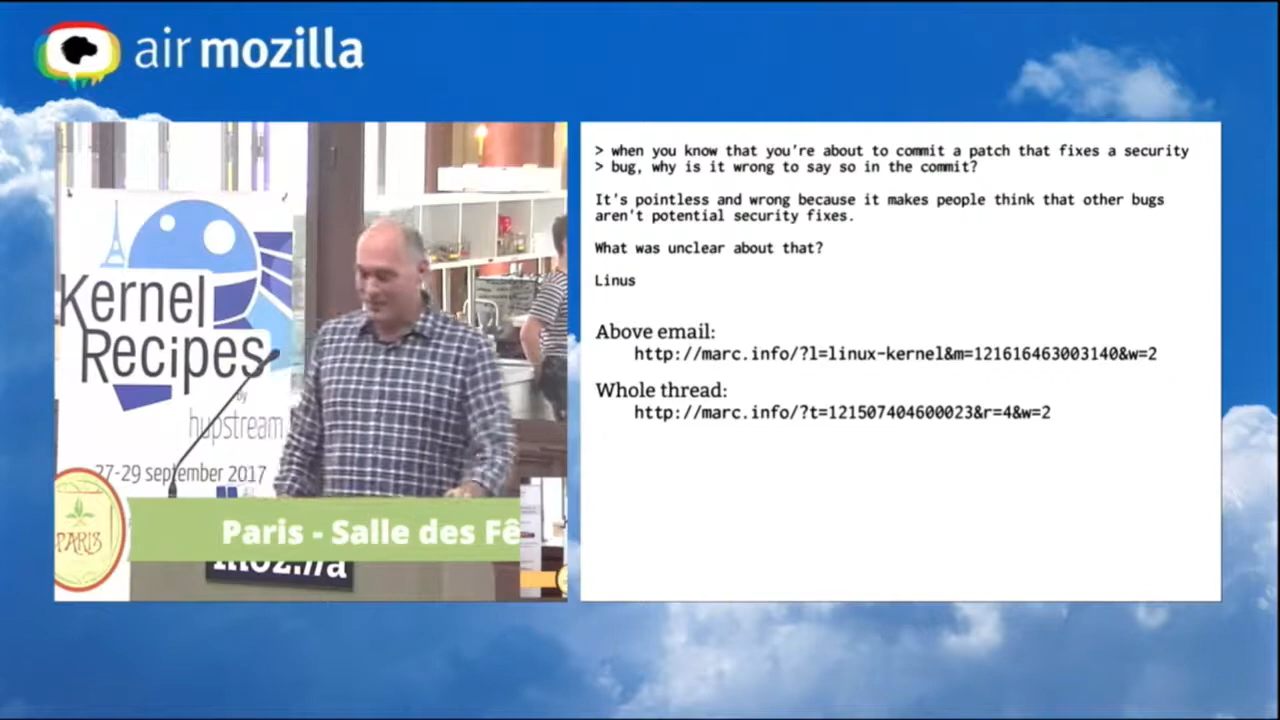 air mozilla
Kernel
Recipes
by
hupstream
27-29 september 2017
PARIS
Paris - Salle des Fê
moz://a
> when you know that you're about to commit a patch that fixes a security
> bug, why is it wrong to say so in the commit?
It's pointless and wrong because it makes people think that other bugs
aren't potential security fixes.
What was unclear about that?
Linus
Above email:
http://marc.info/?l=linux-kernel&m=121616463003140&w=2
Whole thread:
http://marc.info/?t=121507404600023&r=4&w=2